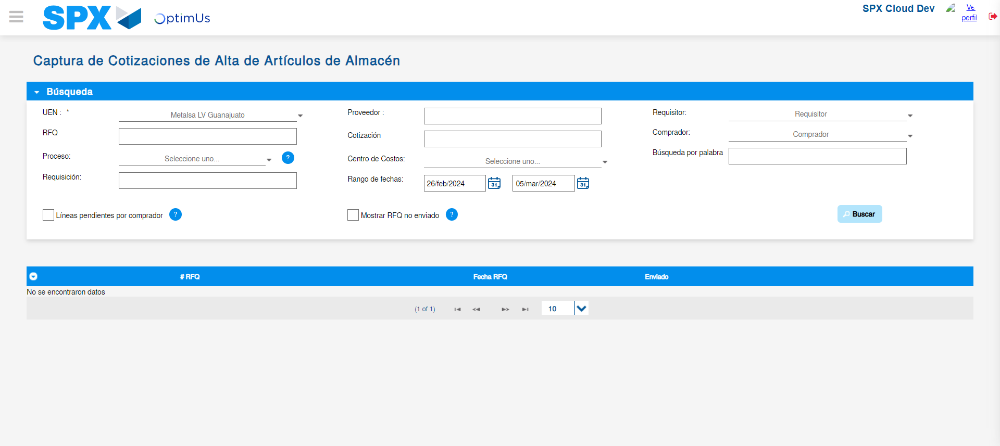 SPX
OptimUs
SPX Cloud Dev
perfil
Captura de Cotizaciones de Alta de Artículos de Almacén
Búsqueda
UEN : *
Metalsa LV Guanajuato
Proveedor :
Requisitor:
Requisitor
RFQ
Cotización
Comprador:
Comprador
Proceso:
Seleccione uno...
?
Centro de Costos:
Seleccione uno...
Búsqueda por palabra
Requisición:
Rango de fechas:
26/feb/2024
31
05/mar/2024
31
Líneas pendientes por comprador
?
Mostrar RFQ no enviado
?
Buscar
# RFQ
Fecha RFQ
Enviado
No se encontraron datos
(1 of 1)
10